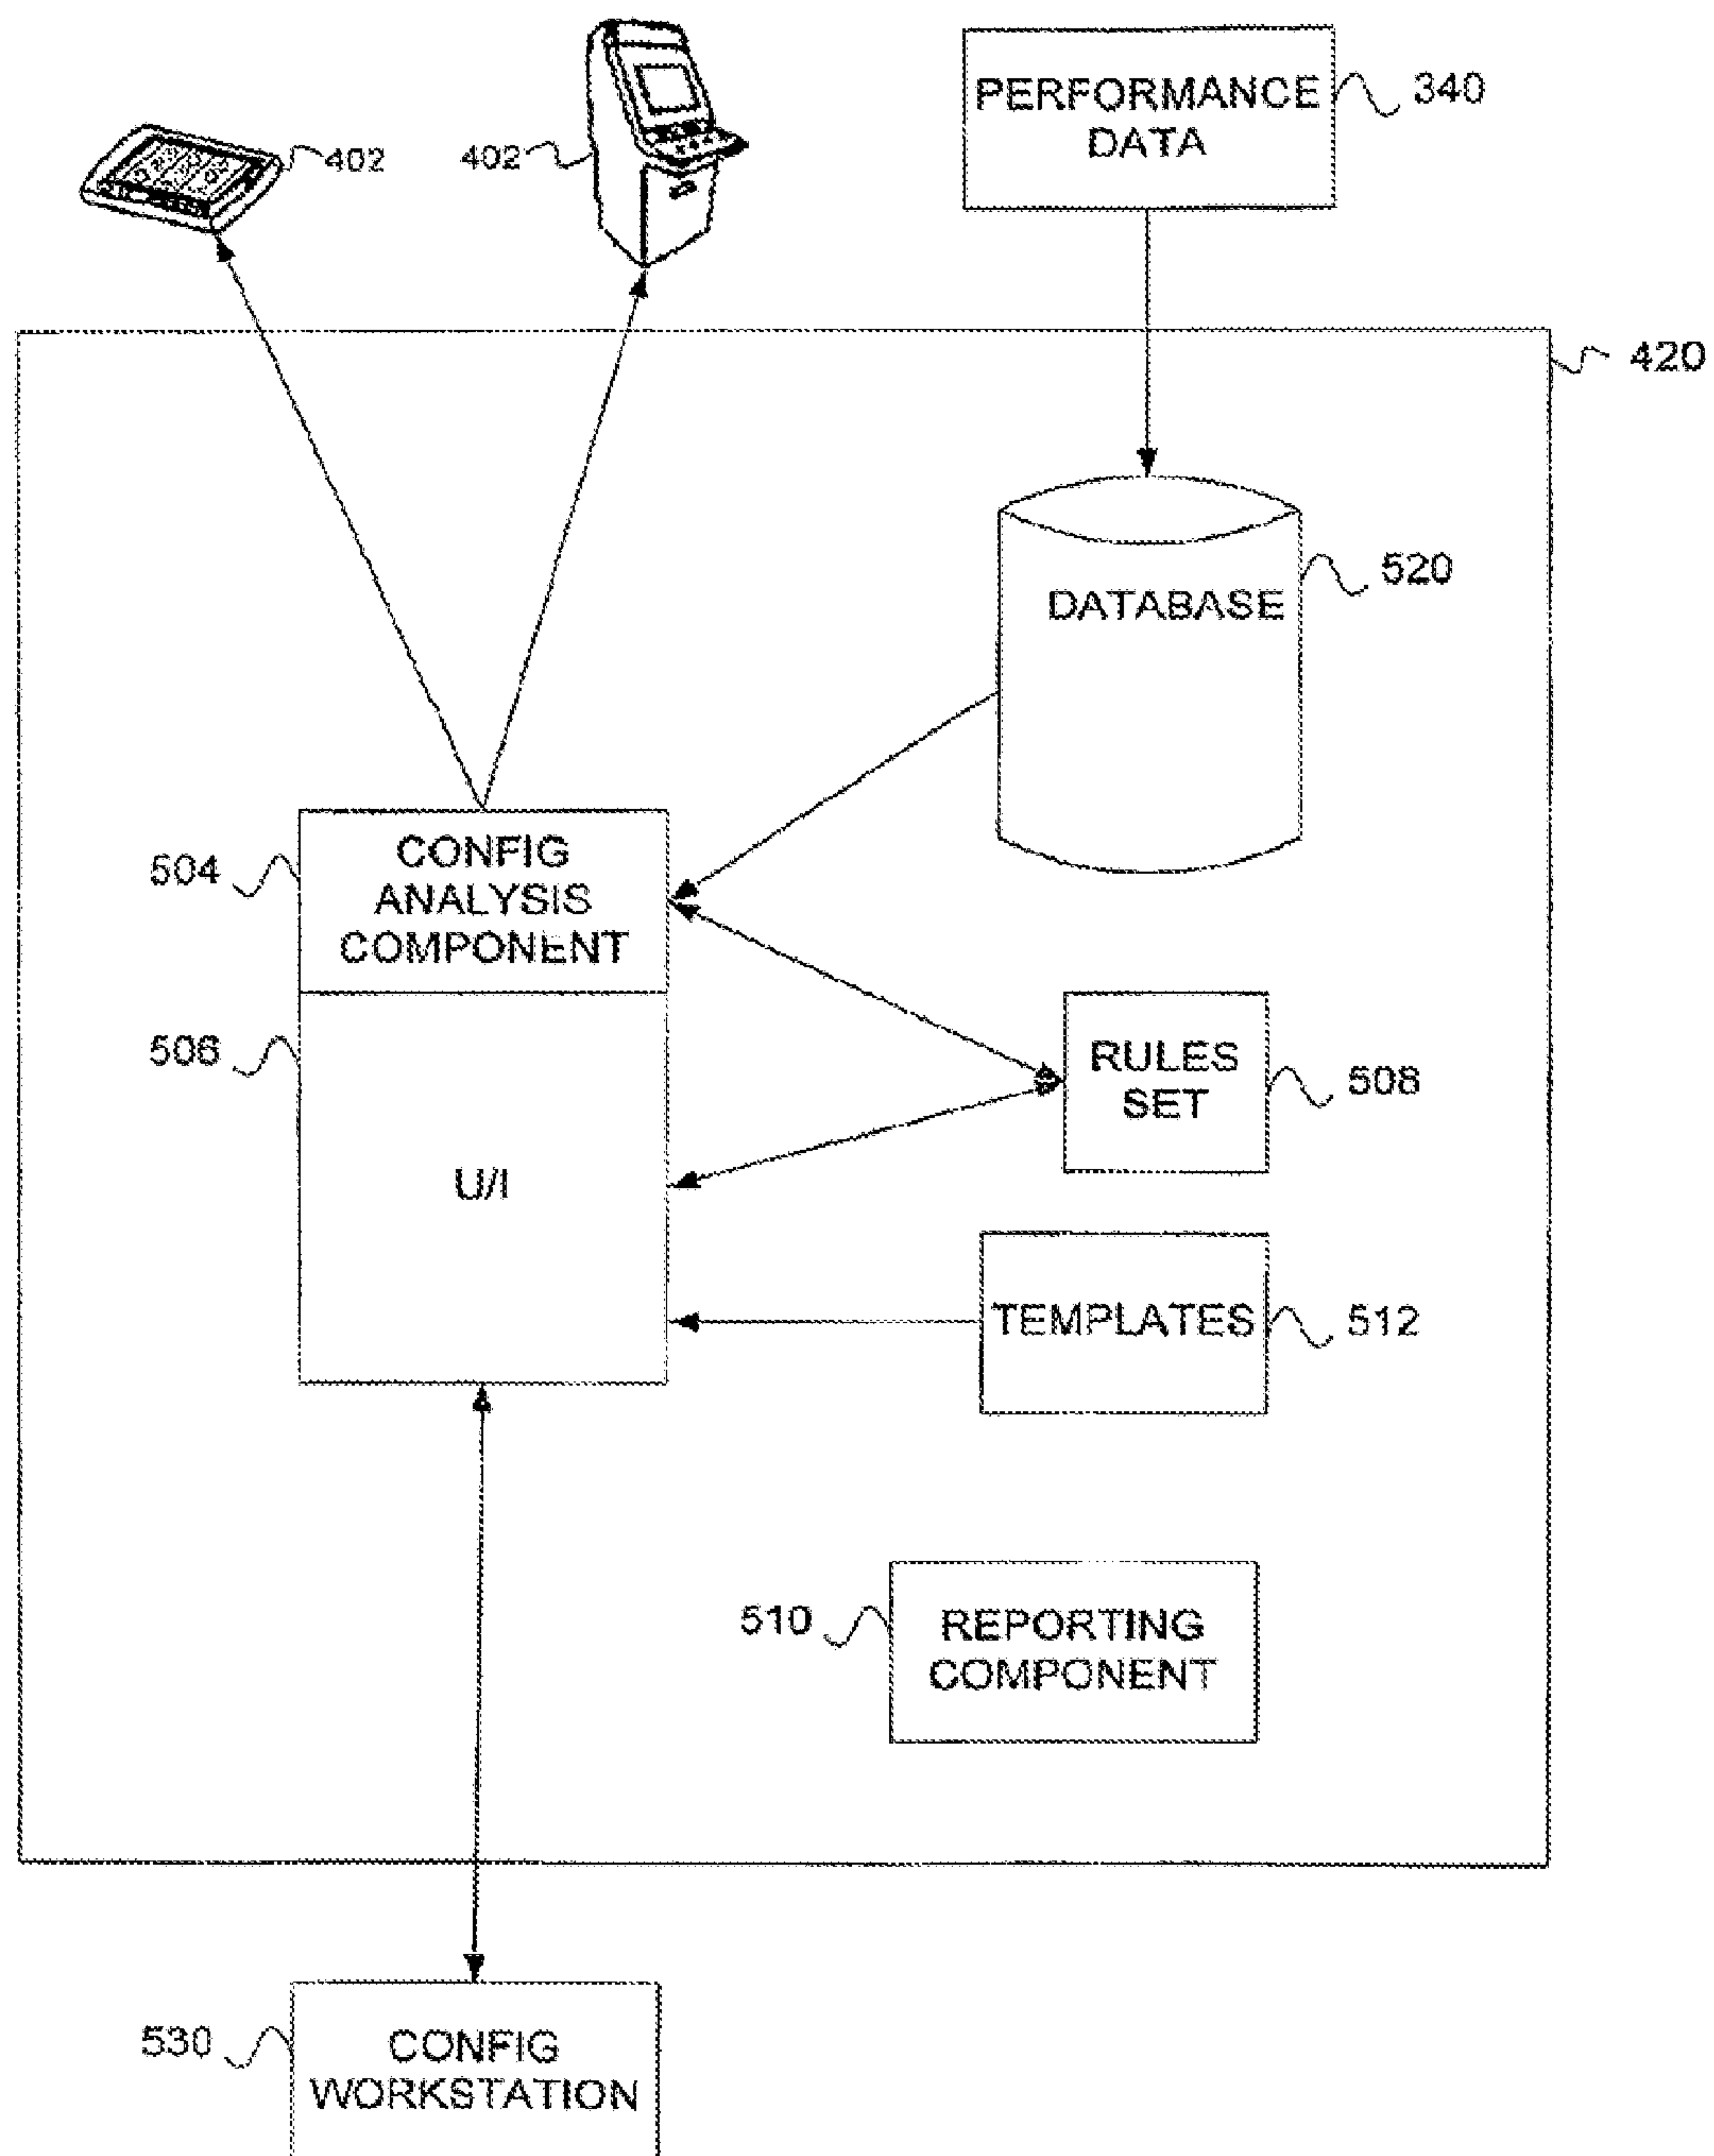 402
402
PERFORMANCE
DATA
340
420
DATABASE
520
504
CONFIG
ANALYSIS
COMPONENT
506
U/I
RULES
SET
508
TEMPLATES
512
510
REPORTING
COMPONENT
530
CONFIG
WORKSTATION